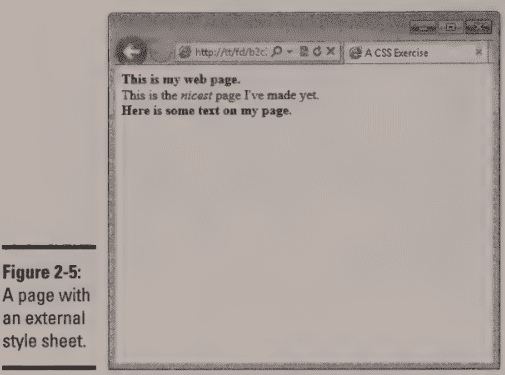 http://tt/fd/b2c
A CSS Exercise
This is my web page.
This is the nicest page I've made yet.
Here is some text on my page.
Figure 2-5:
A page with
an external
style sheet.